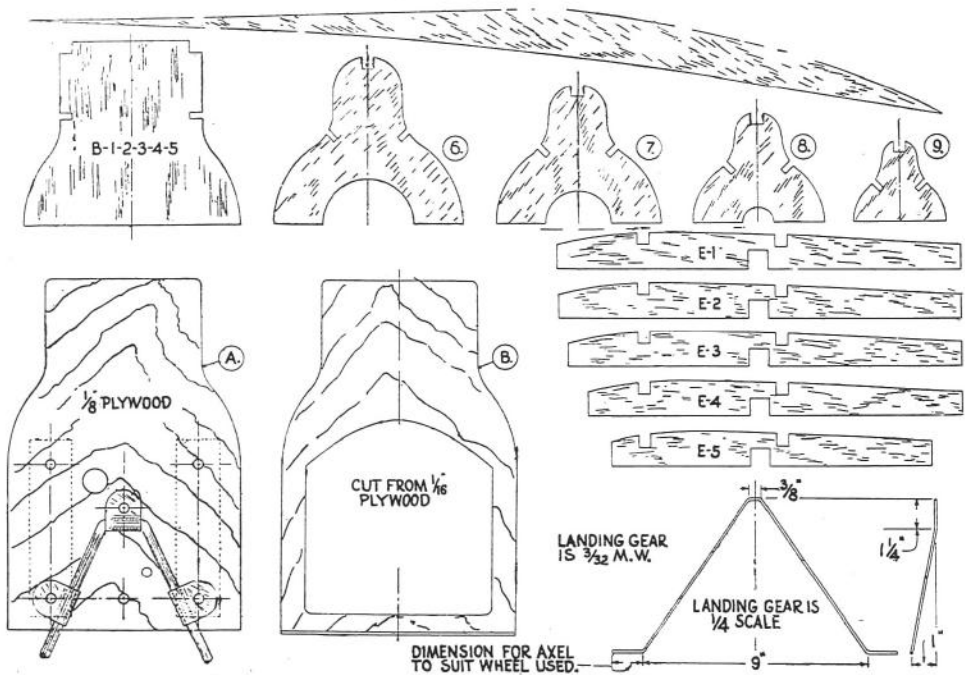 B-1-2-3-4-5
6.
7.
8.
9.
E-1
E-2
E-3
E-4
E-5
A.
1/8" PLYWOOD
B.
CUT FROM 1/16"
PLYWOOD
3/8"
LANDING GEAR
IS 3/32 M.W.
1 1/4"
LANDING GEAR IS
1/4 SCALE
1"
DIMENSION FOR AXEL
TO SUIT WHEEL USED.
9"